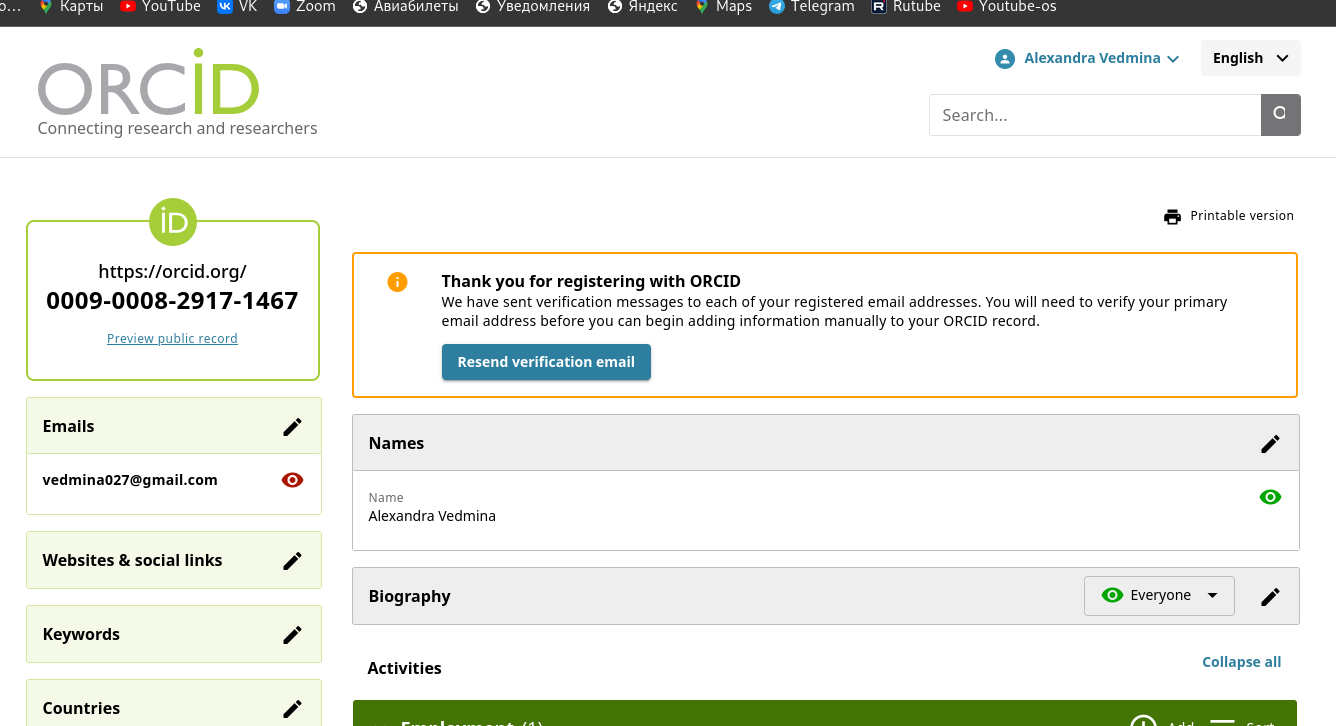 Карты YouTube VK Zoom Авиабилеты Уведомления Яндекс Maps Telegram Rutube Youtube-os
ORCID
Connecting research and researchers
Alexandra Vedmina English
Search...
Printable version
iD
https://orcid.org/
0009-0008-2917-1467
Preview public record
Thank you for registering with ORCID
We have sent verification messages to each of your registered email addresses. You will need to verify your primary
email address before you can begin adding information manually to your ORCID record.
Resend verification email
Emails
vedmina027@gmail.com
Websites & social links
Keywords
Countries
Names
Name
Alexandra Vedmina
Biography Everyone
Activities Collapse all
Employment (1) Add Sort